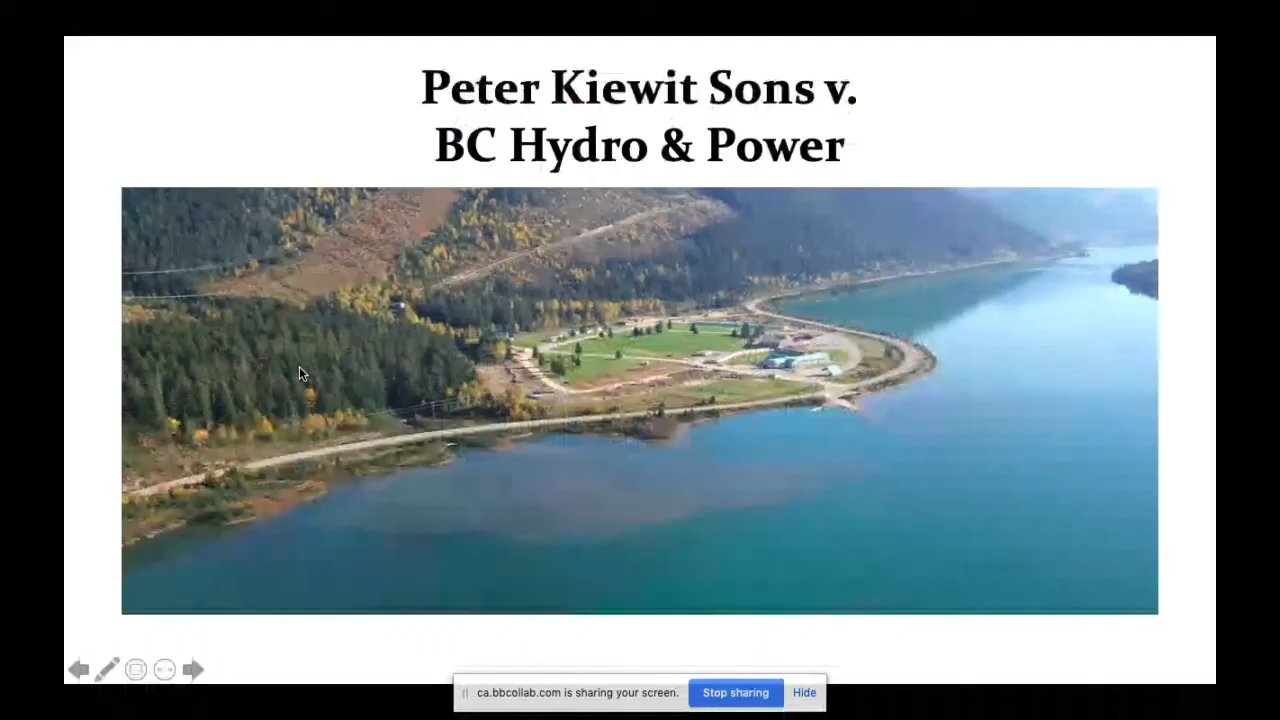 Peter Kiewit Sons v.
BC Hydro & Power
ca.bbcollab.com is sharing your screen. Stop sharing Hide